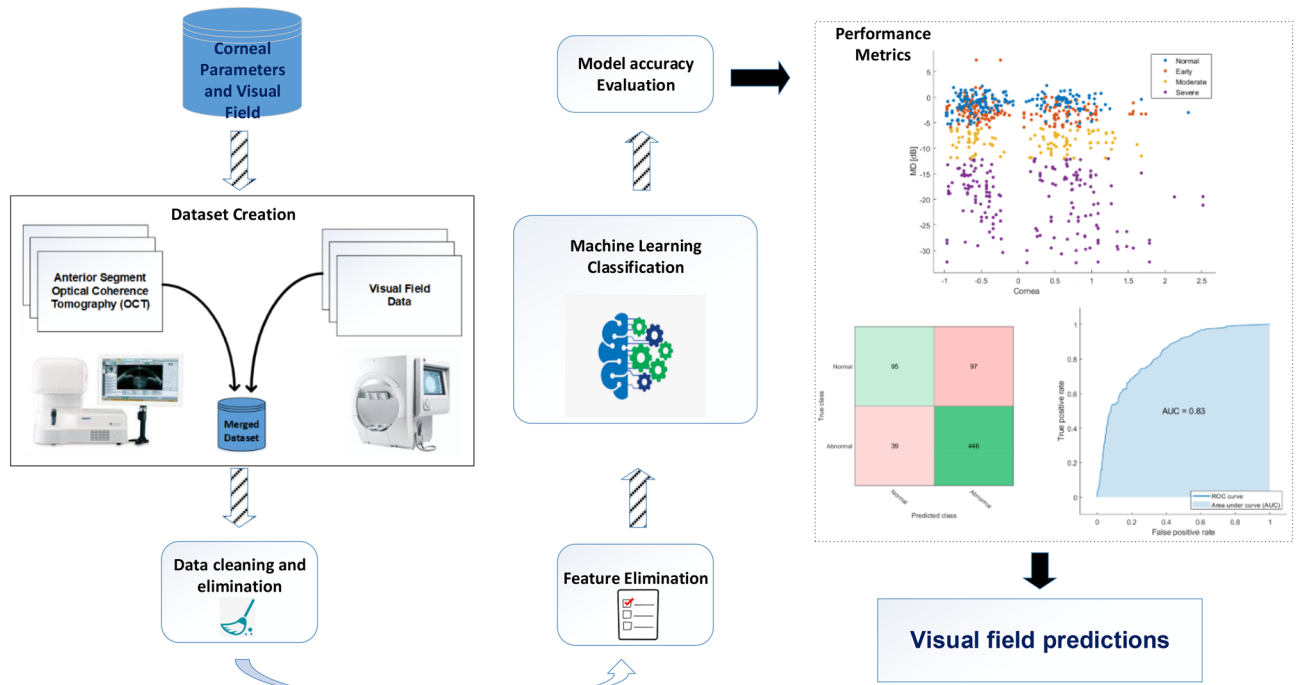 Corneal
Parameters
and Visual
Field
Dataset Creation
Anterior Segment
Optical Coherence
Tomography (OCT)
Visual Field
Data
Merged
Dataset
Data cleaning and
elimination
Feature Elimination
Machine Learning
Classification
Model accuracy
Evaluation
Performance
Metrics
Normal
Early
Moderate
Severe
MD [dB]
5
0
-5
-10
-15
-20
-25
-30
-1
-0.5
0
0.5
1
1.5
2
2.5
Cornea
True class
Normal
95
97
Abnormal
39
446
Normal
Abnormal
Predicted class
True positive rate
1
0.8
0.6
0.4
0.2
0
AUC = 0.83
ROC curve
Area under curve (AUC)
0
0.2
0.4
0.6
0.8
1
False positive rate
Visual field predictions